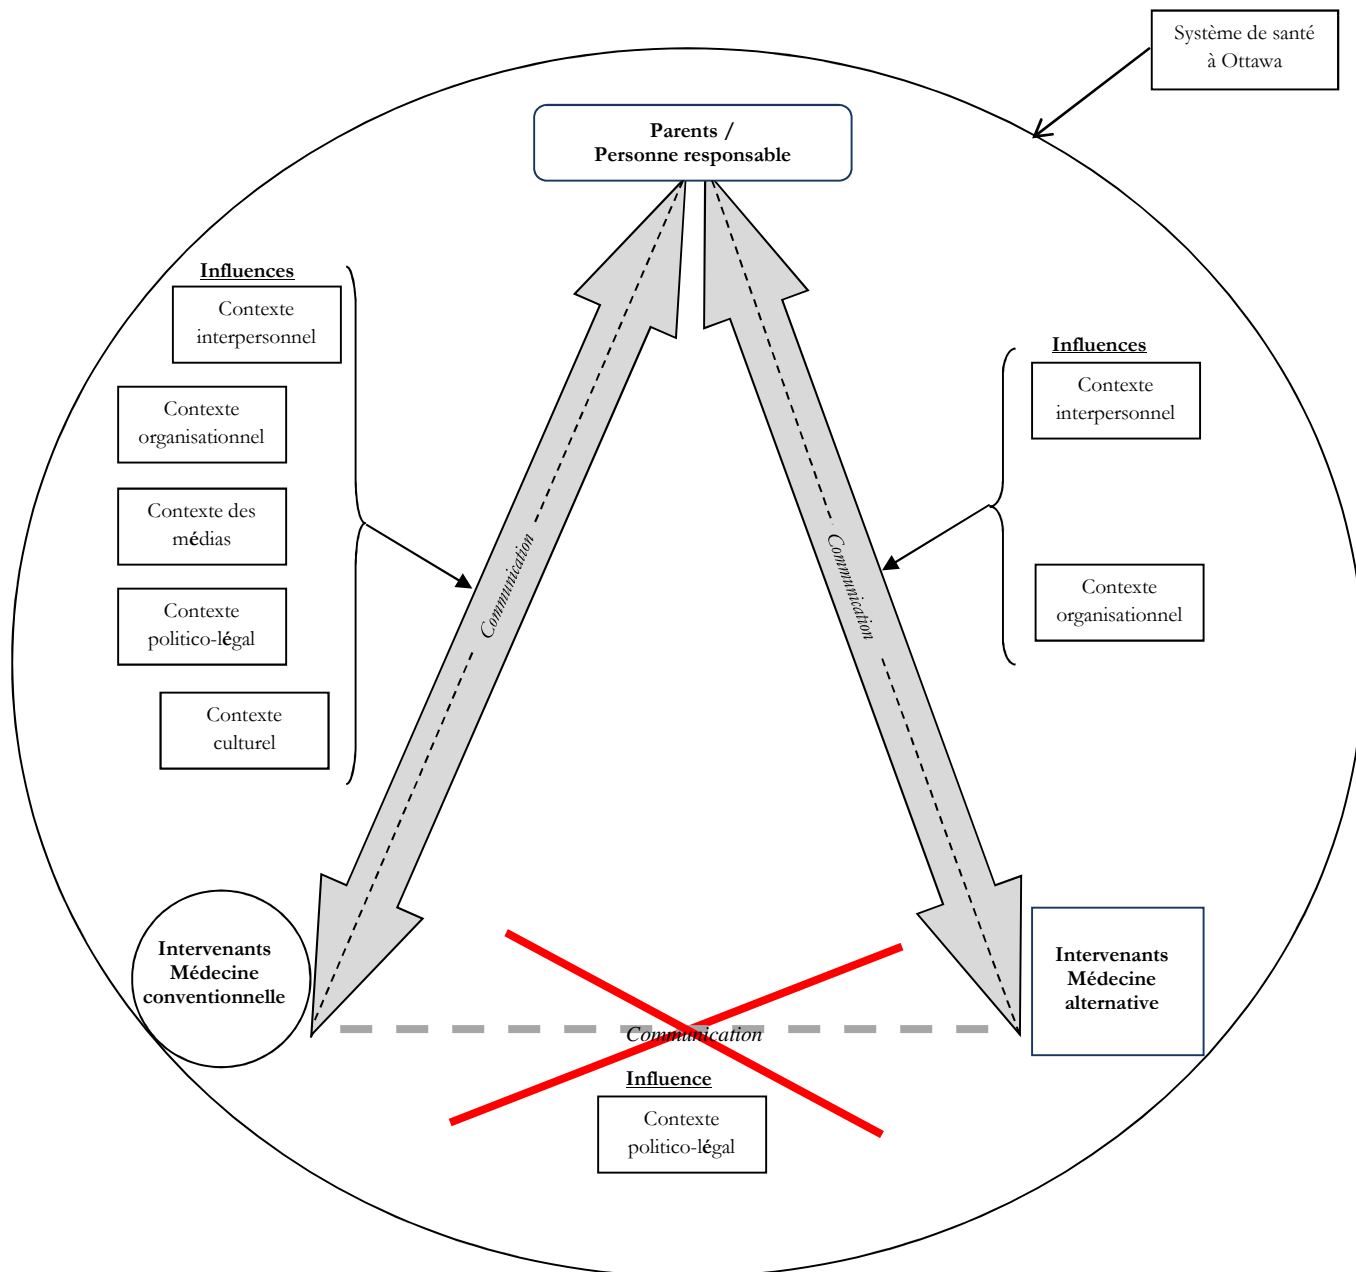 Système de santé
à Ottawa
Parents /
Personne responsable
Influences
Contexte
interpersonnel
Contexte
organisationnel
Contexte des
médias
Contexte
politico-légal
Contexte
culturel
Communication
Communication
Influences
Contexte
interpersonnel
Contexte
organisationnel
Intervenants
Médecine
conventionnelle
Intervenants
Médecine
alternative
Communication
Influence
Contexte
politico-légal